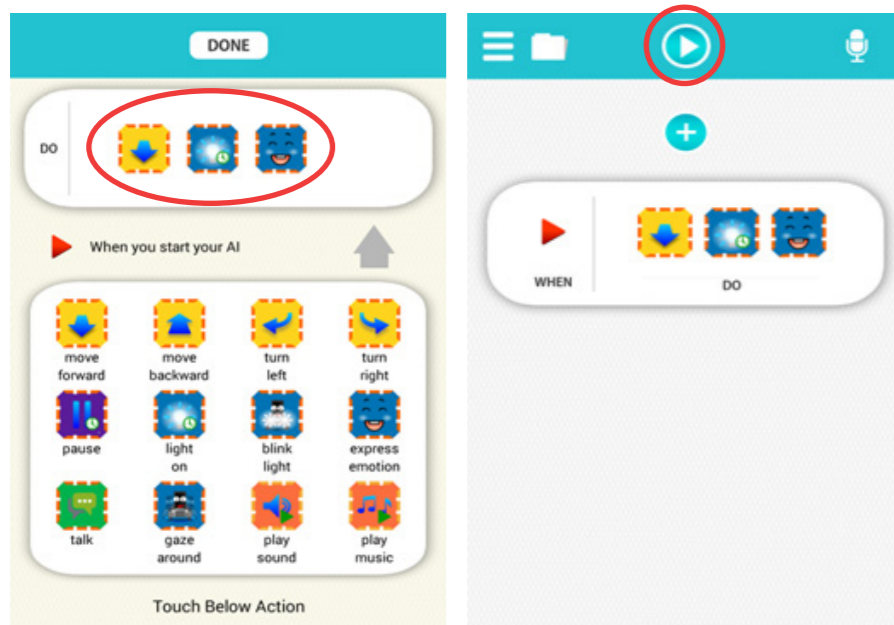 DONE
DO
When you start your AI
move forward
move backward
turn left
turn right
pause
light on
blink light
express emotion
talk
gaze around
play sound
play music
Touch Below Action
WHEN
DO